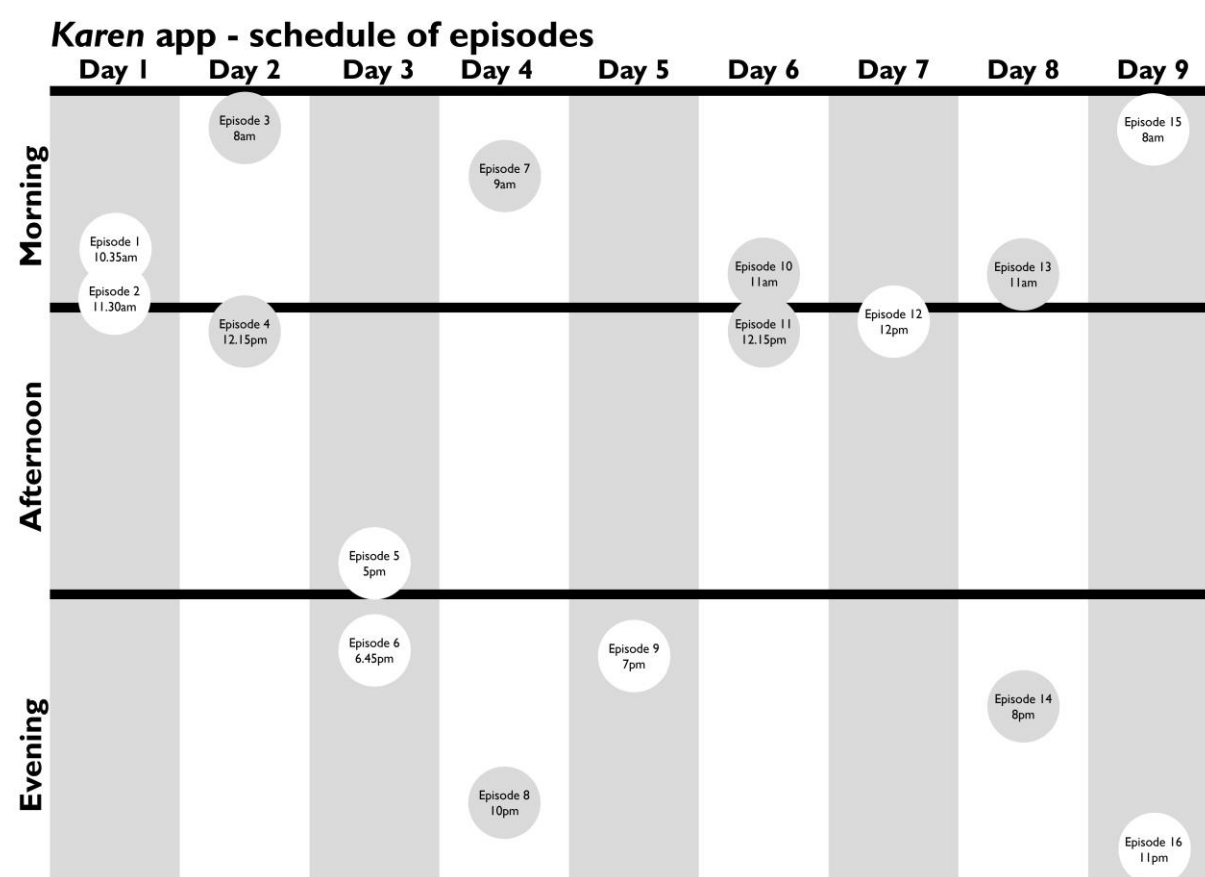 Karen app - schedule of episodes
Day 1 Day 2 Day 3 Day 4 Day 5 Day 6 Day 7 Day 8 Day 9
Morning
Episode 3
8am
Episode 15
8am
Episode 7
9am
Episode 1
10.35am
Episode 10
11am
Episode 13
11am
Episode 2
11.30am
Episode 12
12pm
Episode 4
12.15pm
Episode 11
12.15pm
Afternoon
Episode 5
5pm
Evening
Episode 6
6.45pm
Episode 9
7pm
Episode 14
8pm
Episode 8
10pm
Episode 16
11pm